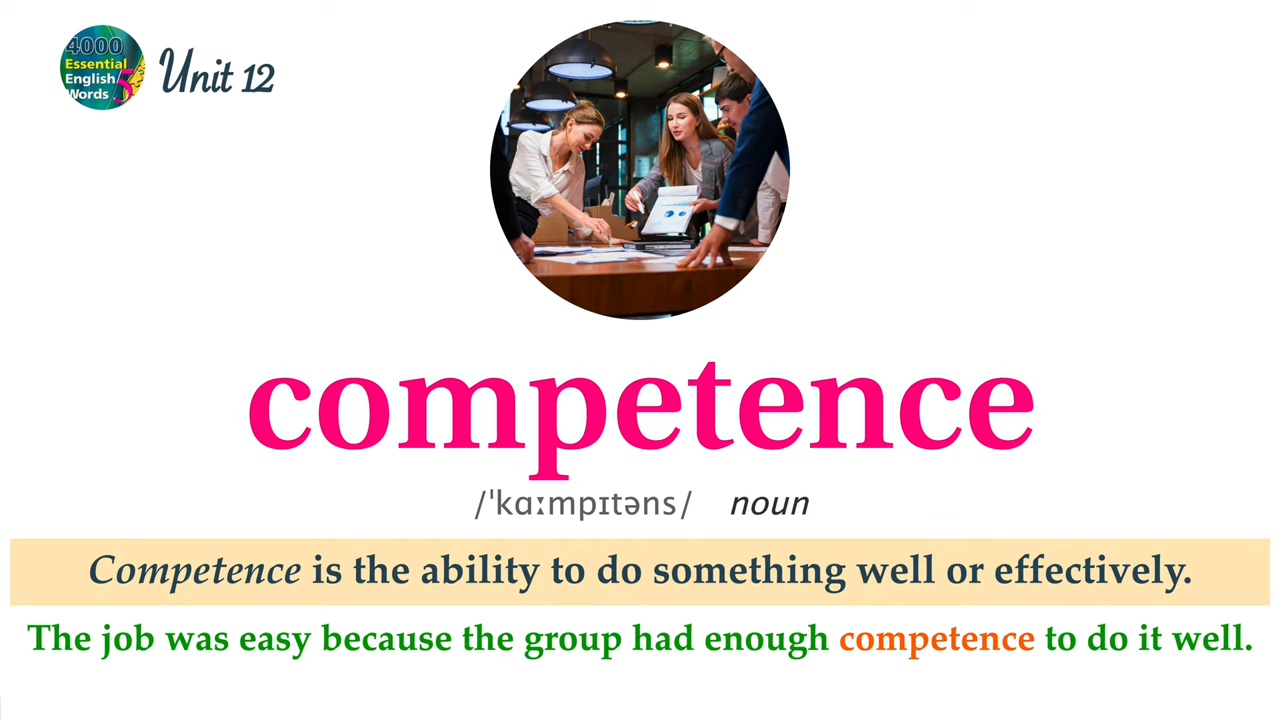 4000
Essential
English
Words 5
Unit 12
competence
/ˈkɑːmpɪtəns/ noun
Competence is the ability to do something well or effectively.
The job was easy because the group had enough competence to do it well.